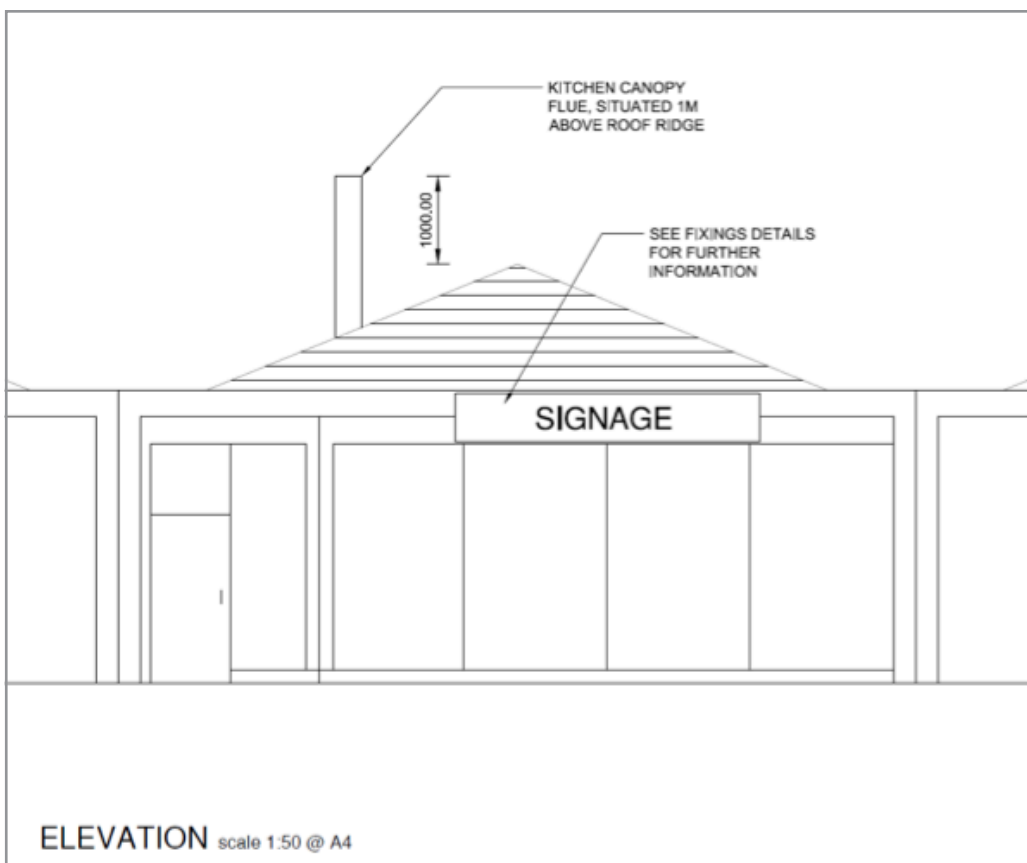 KITCHEN CANOPY
FLUE, SITUATED 1M
ABOVE ROOF RIDGE
1000.00
SEE FIXINGS DETAILS
FOR FURTHER
INFORMATION
SIGNAGE
ELEVATION scale 1:50 @ A4